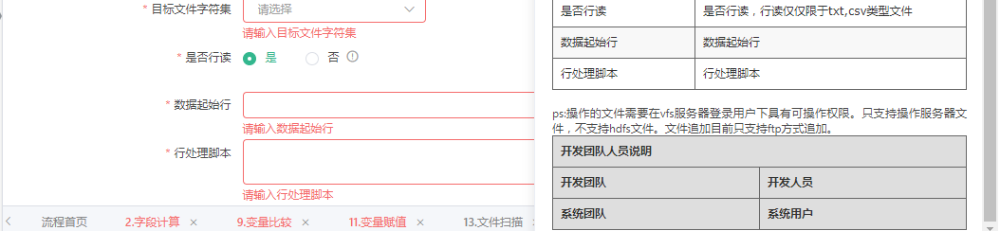 * 目标文件字符集 请选择
请输入目标文件字符集
* 是否行读 是 否
* 数据起始行
请输入数据起始行
* 行处理脚本
请输入行处理脚本
流程首页 2.字段计算 × 9.变量比较 × 11.变量赋值 × 13.文件扫描
是否行读 是否行读，行读仅仅限于txt,csv类型文件
数据起始行 数据起始行
行处理脚本 行处理脚本
ps:操作的文件需要在vfs服务器登录用户下具有可操作权限。只支持操作服务器文
件，不支持hdfs文件。文件追加目前只支持ftp方式追加。
开发团队人员说明
开发团队 开发人员
系统团队 系统用户